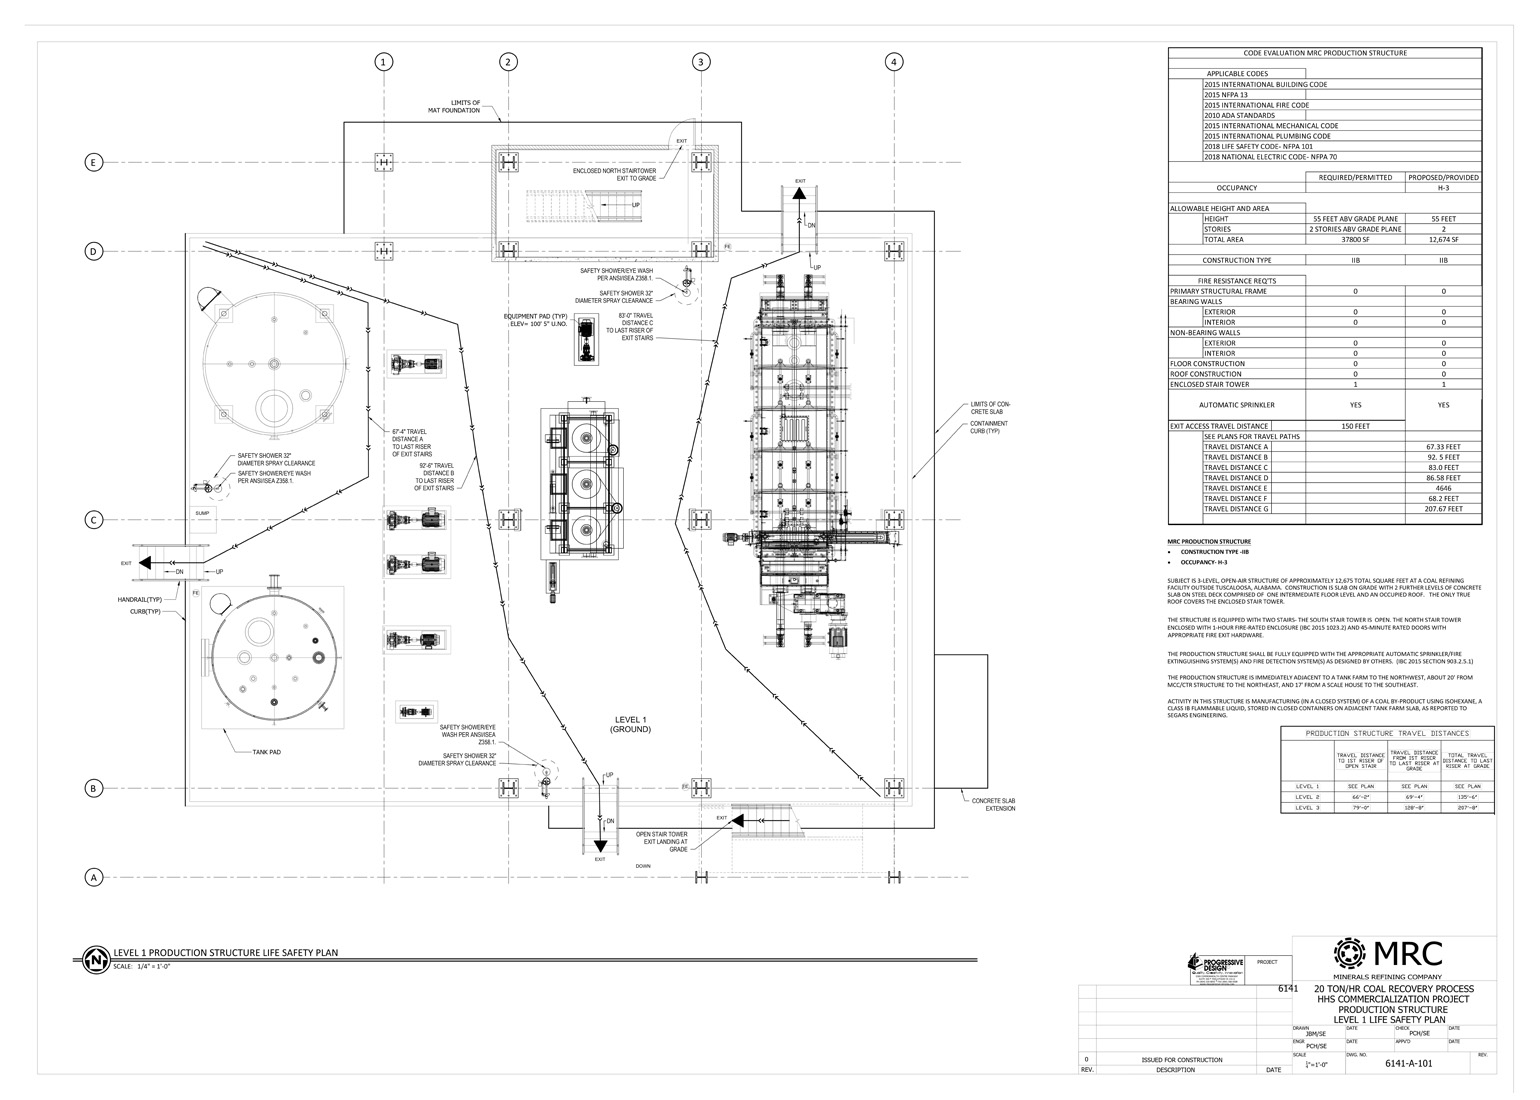 1
2
3
4
LIMITS OF
MAT FOUNDATION
EXIT
E
ENCLOSED NORTH STAIRTOWER
EXIT TO GRADE
UP
EXIT
DN
D
FE
UP
SAFETY SHOWER/EYE WASH
PER ANSI/ISEA Z358.1.
SAFETY SHOWER 32"
DIAMETER SPRAY CLEARANCE
EQUIPMENT PAD (TYP)
ELEV= 100' 5" U.NO.
83'-0" TRAVEL
DISTANCE C
TO LAST RISER OF
EXIT STAIRS
LIMITS OF CON-
CRETE SLAB
CONTAINMENT
CURB (TYP)
67'-4" TRAVEL
DISTANCE A
TO LAST RISER
OF EXIT STAIRS
92'-6" TRAVEL
DISTANCE B
TO LAST RISER
OF EXIT STAIRS
SAFETY SHOWER 32"
DIAMETER SPRAY CLEARANCE
SAFETY SHOWER/EYE WASH
PER ANSI/ISEA Z358.1.
SUMP
C
EXIT
DN
UP
HANDRAIL(TYP)
FE
CURB(TYP)
LEVEL 1
(GROUND)
SAFETY SHOWER/EYE
WASH PER ANSI/ISEA
Z358.1.
SAFETY SHOWER 32"
DIAMETER SPRAY CLEARANCE
TANK PAD
UP
B
FE
CONCRETE SLAB
EXTENSION
DN
EXIT
OPEN STAIR TOWER
EXIT LANDING AT
GRADE
EXIT
DOWN
A
N
LEVEL 1 PRODUCTION STRUCTURE LIFE SAFETY PLAN
SCALE: 1/4" = 1'-0"
CODE EVALUATION MRC PRODUCTION STRUCTURE
APPLICABLE CODES
2015 INTERNATIONAL BUILDING CODE
2015 NFPA 13
2015 INTERNATIONAL FIRE CODE
2010 ADA STANDARDS
2015 INTERNATIONAL MECHANICAL CODE
2015 INTERNATIONAL PLUMBING CODE
2018 LIFE SAFETY CODE- NFPA 101
2018 NATIONAL ELECTRIC CODE- NFPA 70
REQUIRED/PERMITTED PROPOSED/PROVIDED
OCCUPANCY H-3
ALLOWABLE HEIGHT AND AREA
HEIGHT 55 FEET ABV GRADE PLANE 55 FEET
STORIES 2 STORIES ABV GRADE PLANE 2
TOTAL AREA 37800 SF 12,674 SF
CONSTRUCTION TYPE IIB IIB
FIRE RESISTANCE REQ'TS
PRIMARY STRUCTURAL FRAME 0 0
BEARING WALLS
EXTERIOR 0 0
INTERIOR 0 0
NON-BEARING WALLS
EXTERIOR 0 0
INTERIOR 0 0
FLOOR CONSTRUCTION 0 0
ROOF CONSTRUCTION 0 0
ENCLOSED STAIR TOWER 1 1
AUTOMATIC SPRINKLER YES YES
EXIT ACCESS TRAVEL DISTANCE 150 FEET
SEE PLANS FOR TRAVEL PATHS
TRAVEL DISTANCE A 67.33 FEET
TRAVEL DISTANCE B 92. 5 FEET
TRAVEL DISTANCE C 83.0 FEET
TRAVEL DISTANCE D 86.58 FEET
TRAVEL DISTANCE E 4646
TRAVEL DISTANCE F 68.2 FEET
TRAVEL DISTANCE G 207.67 FEET
MRC PRODUCTION STRUCTURE
• CONSTRUCTION TYPE -IIB
• OCCUPANCY- H-3
SUBJECT IS 3-LEVEL, OPEN-AIR STRUCTURE OF APPROXIMATELY 12,675 TOTAL SQUARE FEET AT A COAL REFINING
FACILITY OUTSIDE TUSCALOOSA, ALABAMA. CONSTRUCTION IS SLAB ON GRADE WITH 2 FURTHER LEVELS OF CONCRETE
SLAB ON STEEL DECK COMPRISED OF ONE INTERMEDIATE FLOOR LEVEL AND AN OCCUPIED ROOF. THE ONLY TRUE
ROOF COVERS THE ENCLOSED STAIR TOWER.
THE STRUCTURE IS EQUIPPED WITH TWO STAIRS- THE SOUTH STAIR TOWER IS OPEN. THE NORTH STAIR TOWER
ENCLOSED WITH 1-HOUR FIRE-RATED ENCLOSURE (IBC 2015 1023.2) AND 45-MINUTE RATED DOORS WITH
APPROPRIATE FIRE EXIT HARDWARE.
THE PRODUCTION STRUCTURE SHALL BE FULLY EQUIPPED WITH THE APPROPRIATE AUTOMATIC SPRINKLER/FIRE
EXTINGUISHING SYSTEM(S) AND FIRE DETECTION SYSTEM(S) AS DESIGNED BY OTHERS. (IBC 2015 SECTION 903.2.5.1)
THE PRODUCTION STRUCTURE IS IMMEDIATELY ADJACENT TO A TANK FARM TO THE NORTHWEST, ABOUT 20' FROM
MCC/CTR STRUCTURE TO THE NORTHEAST, AND 17' FROM A SCALE HOUSE TO THE SOUTHEAST.
ACTIVITY IN THIS STRUCTURE IS MANUFACTURING (IN A CLOSED SYSTEM) OF A COAL BY-PRODUCT USING ISOHEXANE, A
CLASS IB FLAMMABLE LIQUID, STORED IN CLOSED CONTAINERS ON ADJACENT TANK FARM SLAB, AS REPORTED TO
SEGARS ENGINEERING.
PRODUCTION STRUCTURE TRAVEL DISTANCES
TRAVEL DISTANCE TO 1ST RISER OF OPEN STAIR
TRAVEL DISTANCE FROM 1ST RISER TO LAST RISER AT GRADE
TOTAL TRAVEL DISTANCE TO LAST RISER AT GRADE
LEVEL 1 SEE PLAN SEE PLAN SEE PLAN
LEVEL 2 66'-2" 69'-4" 135'-6"
LEVEL 3 79'-0" 128'-8" 207'-8"
PROGRESSIVE
DESIGN
PROJECT
6141
MRC
MINERALS REFINING COMPANY
20 TON/HR COAL RECOVERY PROCESS
HHS COMMERCIALIZATION PROJECT
PRODUCTION STRUCTURE
LEVEL 1 LIFE SAFETY PLAN
DRAWN JBM/SE DATE CHECK PCH/SE DATE
ENGR PCH/SE DATE APPV'D DATE
SCALE ¼"=1'-0" DWG. NO. 6141-A-101 REV.
0 ISSUED FOR CONSTRUCTION
REV. DESCRIPTION DATE